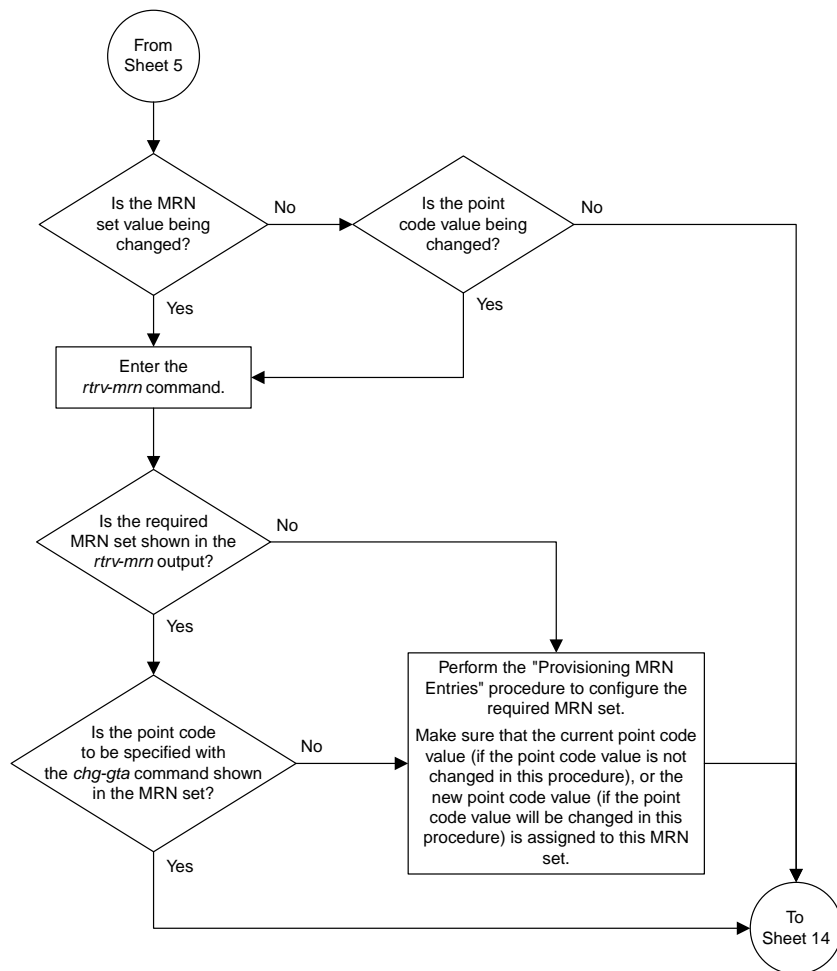 From
Sheet 5
Is the MRN
set value being
changed?
No
Is the point
code value being
changed?
No
Yes
Yes
Enter the
rtrv-mrn command.
Is the required
MRN set shown in the
rtrv-mrn output?
No
Yes
Perform the "Provisioning MRN
Entries" procedure to configure the
required MRN set.
Make sure that the current point code
value (if the point code value is not
changed in this procedure), or the
new point code value (if the point
code value will be changed in this
procedure) is assigned to this MRN
set.
Is the point code
to be specified with
the chg-gta command shown
in the MRN set?
No
Yes
To
Sheet 14